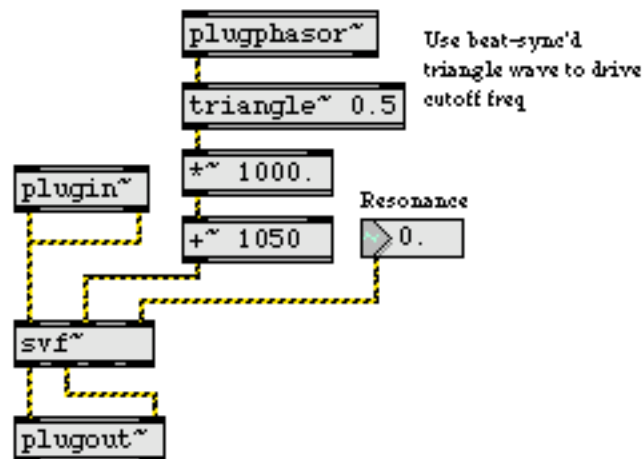 plugphasor~
Use beat-sync'd
triangle wave to drive
cutoff freq
triangle~ 0.5
*~ 1000.
plugin~
Resonance
+~ 1050
~ 0.
svf~
plugout~